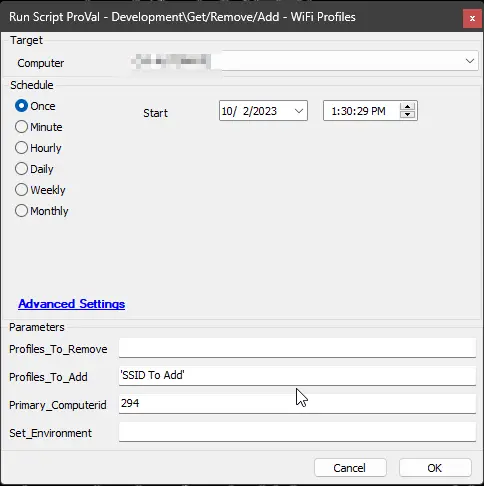 Run Script ProVal - Development\Get/Remove/Add - WiFi Profiles
x
Target
Computer
Schedule
Once
Start
10/ 2/2023
1:30:29 PM
Minute
Hourly
Daily
Weekly
Monthly
Advanced Settings
Parameters
Profiles_To_Remove
Profiles_To_Add
'SSID To Add'
Primary_Computerid
294
Set_Environment
Cancel
OK